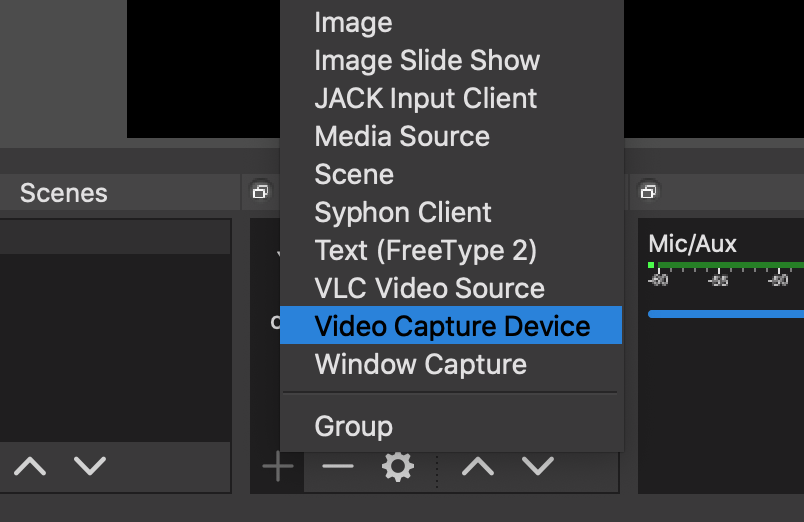 Image
Image Slide Show
JACK Input Client
Media Source
Scene
Syphon Client
Text (FreeType 2)
VLC Video Source
Video Capture Device
Window Capture
Group
Scenes
Mic/Aux
-60 -55 -50